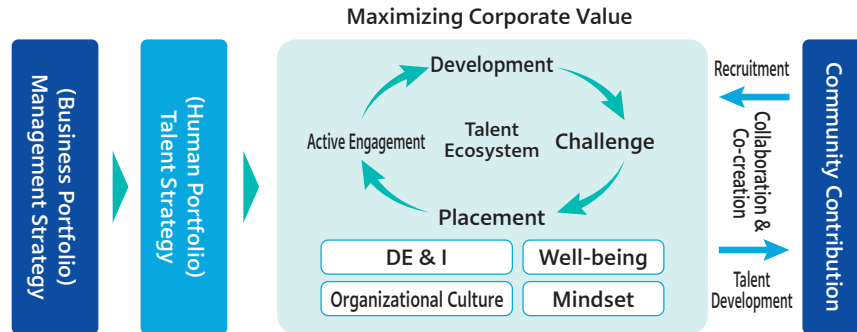 Maximizing Corporate Value
(Business Portfolio)
Management Strategy
(Human Portfolio)
Talent Strategy
Development
Active Engagement
Talent
Ecosystem
Challenge
Placement
DE & I
Well-being
Organizational Culture
Mindset
Recruitment
Collaboration &
Co-creation
Talent
Development
Community Contribution